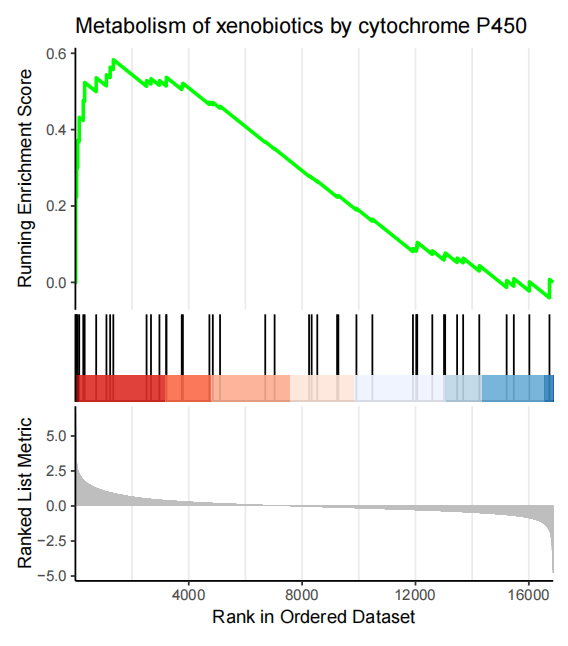 Metabolism of xenobiotics by cytochrome P450
Running Enrichment Score
0.6
0.4
0.2
0.0
Ranked List Metric
5.0
2.5
0.0
−2.5
−5.0
4000 8000 12000 16000
Rank in Ordered Dataset